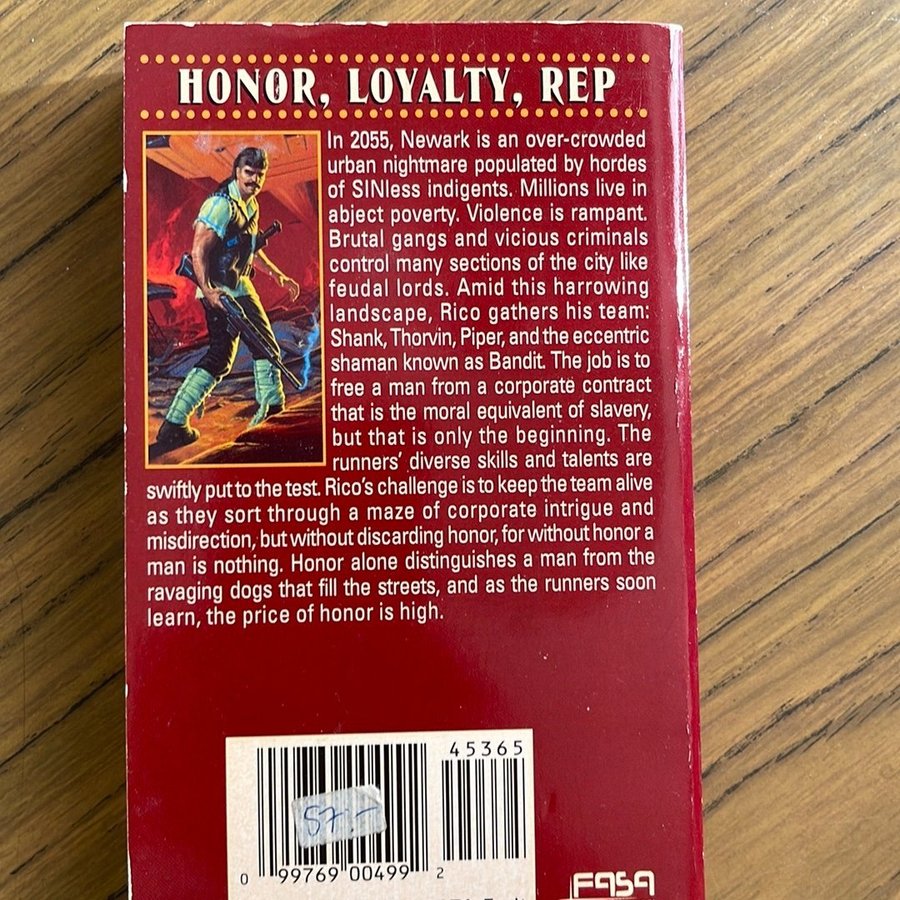 HONOR, LOYALTY, REP
In 2055, Newark is an over-crowded
urban nightmare populated by hordes
of SINless indigents. Millions live in
abject poverty. Violence is rampant.
Brutal gangs and vicious criminals
control many sections of the city like
feudal lords. Amid this harrowing
landscape, Rico gathers his team:
Shank, Thorvin, Piper, and the eccentric
shaman known as Bandit. The job is to
free a man from a corporate contract
that is the moral equivalent of slavery,
but that is only the beginning. The
runners' diverse skills and talents are
swiftly put to the test. Rico's challenge is to keep the team alive
as they sort through a maze of corporate intrigue and
misdirection, but without discarding honor, for without honor a
man is nothing. Honor alone distinguishes a man from the
ravaging dogs that fill the streets, and as the runners soon
learn, the price of honor is high.
45365
57.-
0 99769 00499 2
FASA